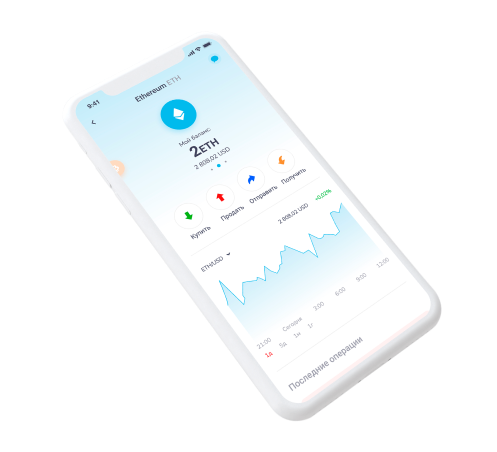 9:41
Ethereum ETH
Мой баланс
2ETH
2 808,02 USD
Купить
Продать
Отправить
Получить
ETH/USD
2 808,02 USD
+0,02%
21:00
Сегодня
3:00
6:00
9:00
12:00
1д
5д
1м
1г
Последние операции